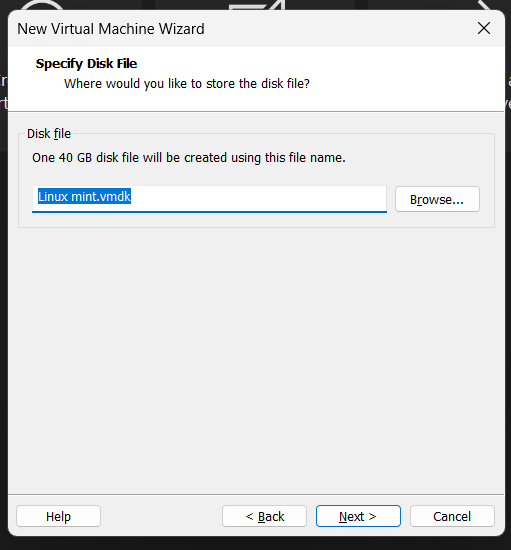 New Virtual Machine Wizard
Specify Disk File
Where would you like to store the disk file?
Disk file
One 40 GB disk file will be created using this file name.
Linux mint.vmdk
Browse...
Help
< Back
Next >
Cancel